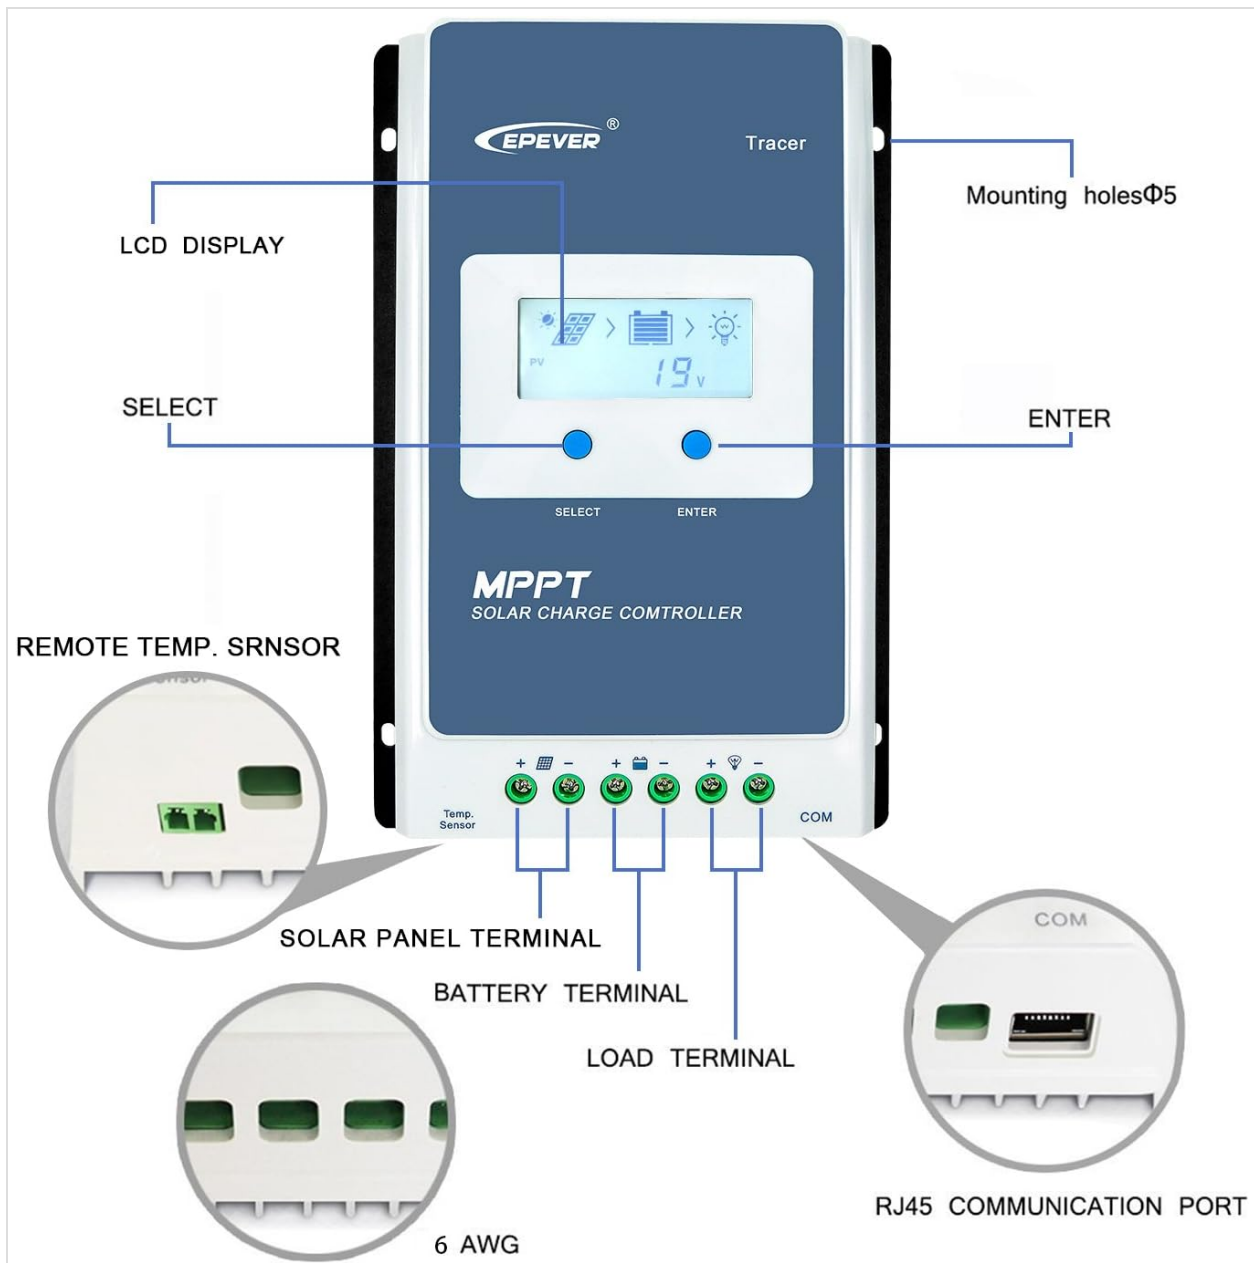 EPEVER ®
Tracer
Mounting holesΦ5
LCD DISPLAY
PV
19 V
SELECT
ENTER
SELECT
ENTER
MPPT
SOLAR CHARGE COMTROLLER
REMOTE TEMP. SRNSOR
+ − + − + −
Temp.
Sensor
COM
SOLAR PANEL TERMINAL
BATTERY TERMINAL
LOAD TERMINAL
COM
RJ45 COMMUNICATION PORT
6 AWG